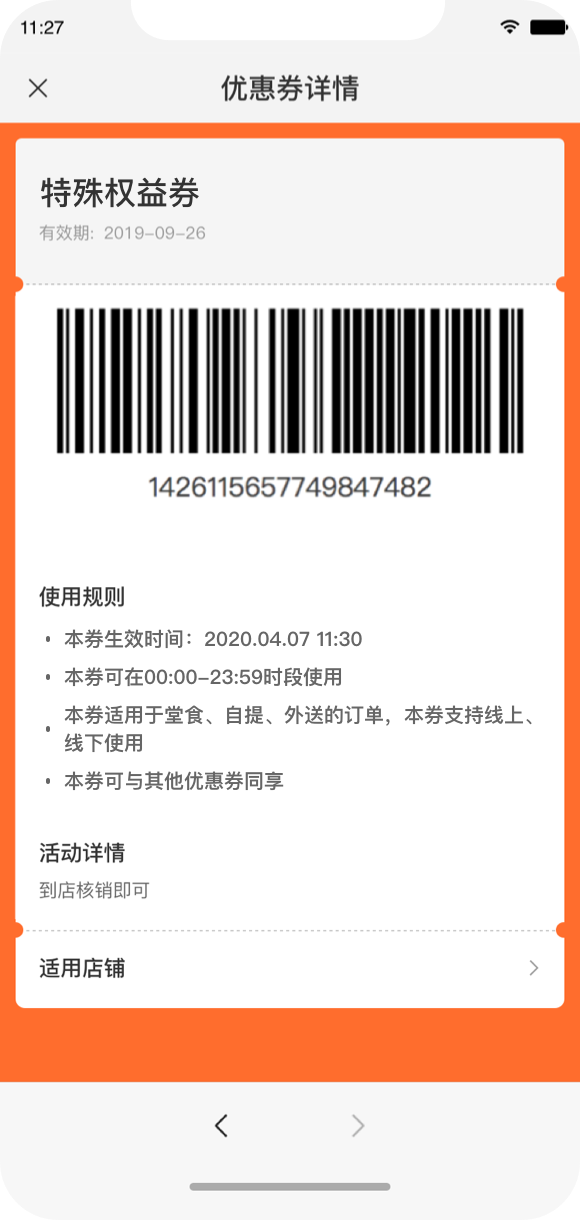 11:27
优惠券详情
特殊权益券
有效期: 2019-09-26
1426115657749847482
使用规则
· 本券生效时间：2020.04.07 11:30
· 本券可在00:00-23:59时段使用
· 本券适用于堂食、自提、外送的订单，本券支持线上、
线下使用
· 本券可与其他优惠券同享
活动详情
到店核销即可
适用店铺